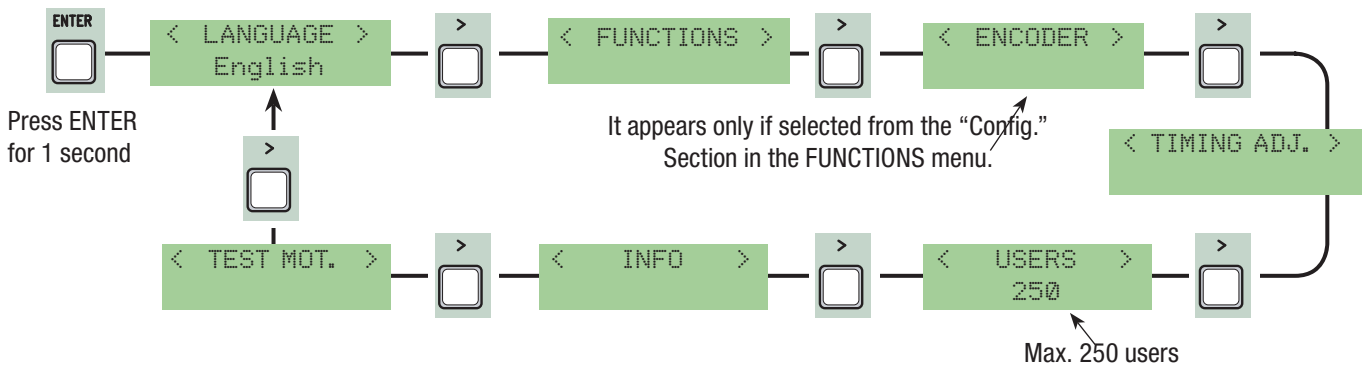 ENTER
Press ENTER
for 1 second
< LANGUAGE >
English
>
< FUNCTIONS >
>
< ENCODER >
>
It appears only if selected from the “Config.”
Section in the FUNCTIONS menu.
< TIMING ADJ. >
>
< USERS >
250
Max. 250 users
>
< INFO >
>
< TEST MOT. >
>